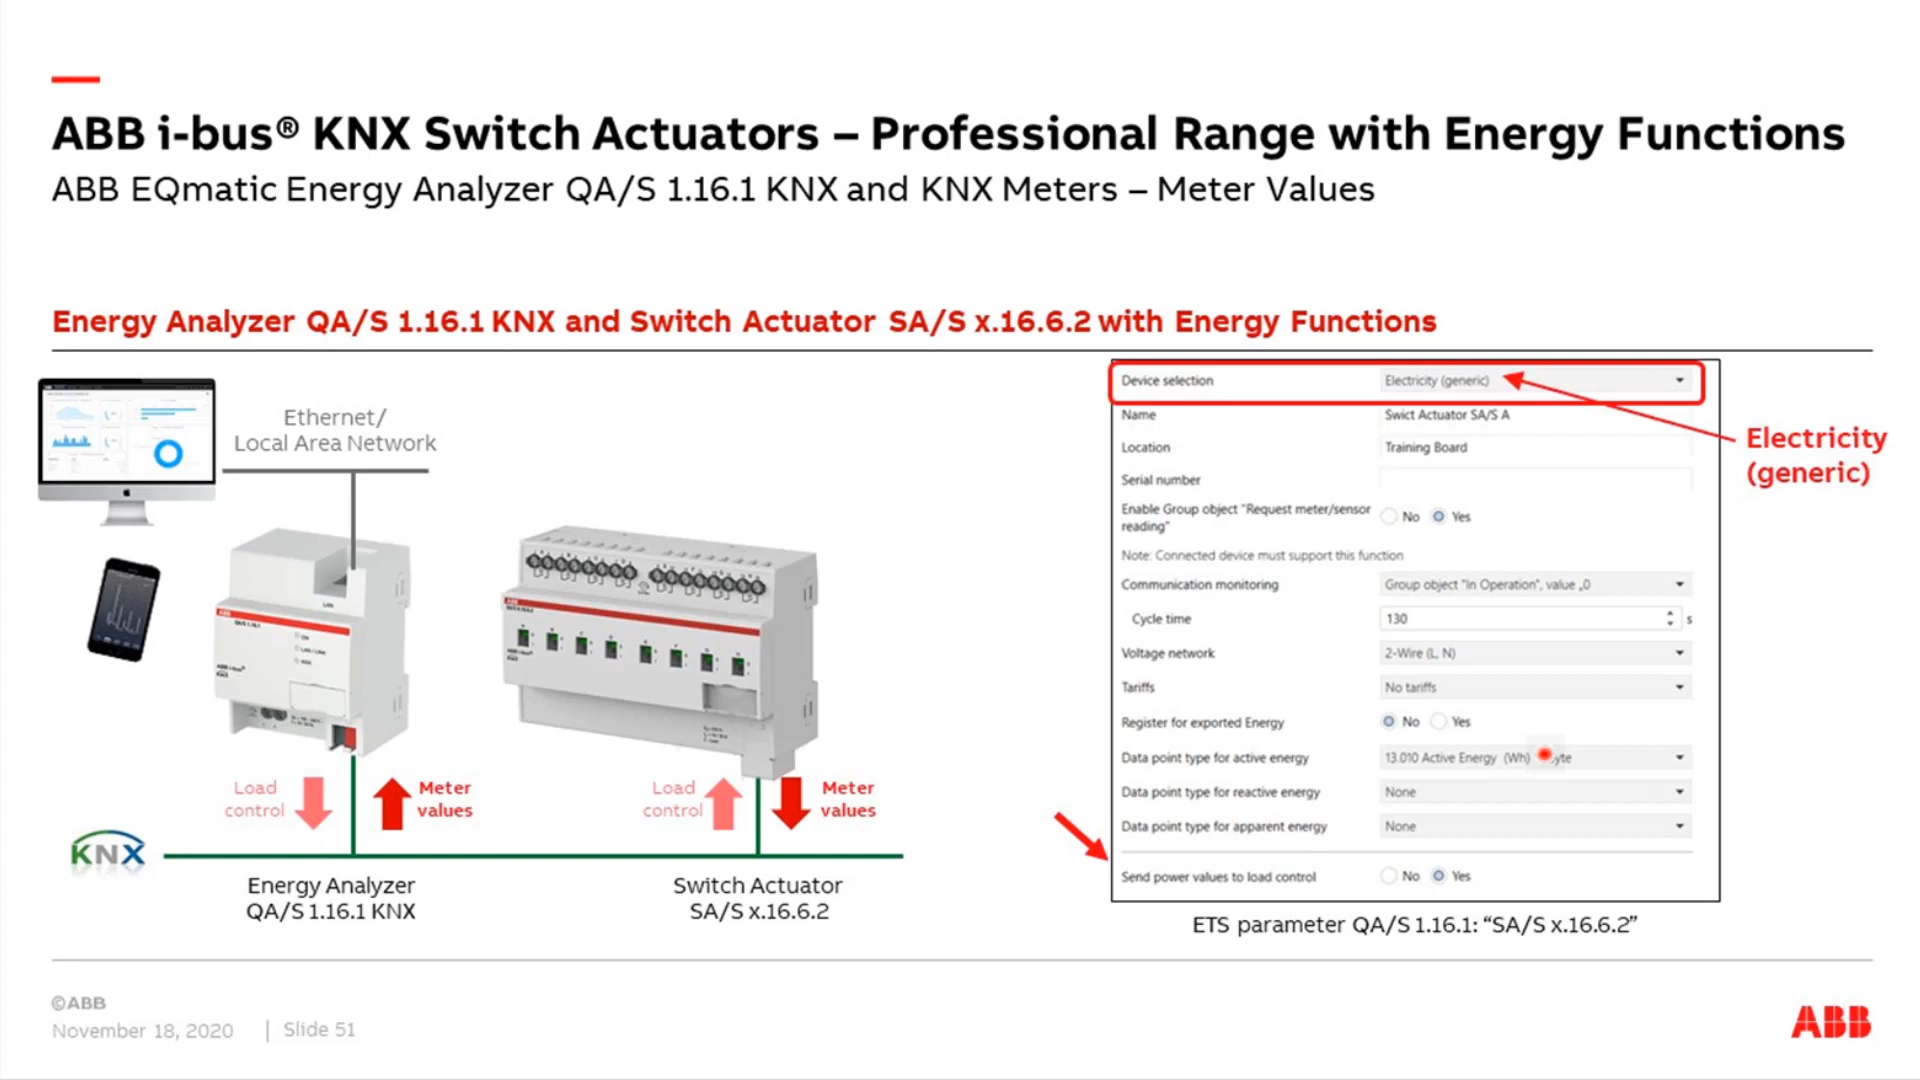 ABB i-bus® KNX Switch Actuators – Professional Range with Energy Functions
ABB EQmatic Energy Analyzer QA/S 1.16.1 KNX and KNX Meters – Meter Values
Energy Analyzer QA/S 1.16.1 KNX and Switch Actuator SA/S x.16.6.2 with Energy Functions
Ethernet/
Local Area Network
LAN
ABB
ABB
Load
control
Meter
values
Load
control
Meter
values
KNX
Energy Analyzer
QA/S 1.16.1 KNX
Switch Actuator
SA/S x.16.6.2
Device selection Electricity (generic)
Name Swict Actuator SA/S A
Location Training Board
Serial number
Enable Group object "Request meter/sensor
reading" No Yes
Note: Connected device must support this function
Communication monitoring Group object "In Operation", value „0
Cycle time 130 s
Voltage network 2-Wire (L, N)
Tariffs No tariffs
Register for exported Energy No Yes
Data point type for active energy 13.010 Active Energy (Wh)
Data point type for reactive energy None
Data point type for apparent energy None
Send power values to load control No Yes
Electricity
(generic)
ETS parameter QA/S 1.16.1: “SA/S x.16.6.2”
©ABB
November 18, 2020 | Slide 51
ABB